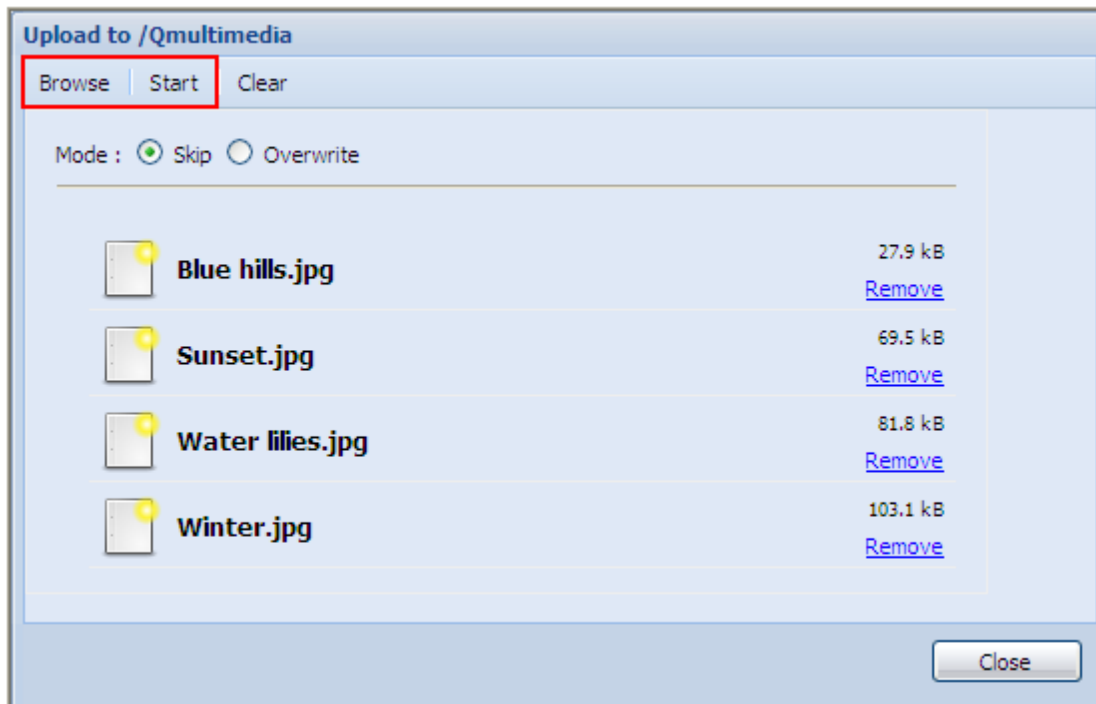 Upload to /Qmultimedia
Browse Start Clear
Mode : Skip Overwrite
27.9 kB
Blue hills.jpg
Remove
69.5 kB
Sunset.jpg
Remove
81.8 kB
Water lilies.jpg
Remove
103.1 kB
Winter.jpg
Remove
Close